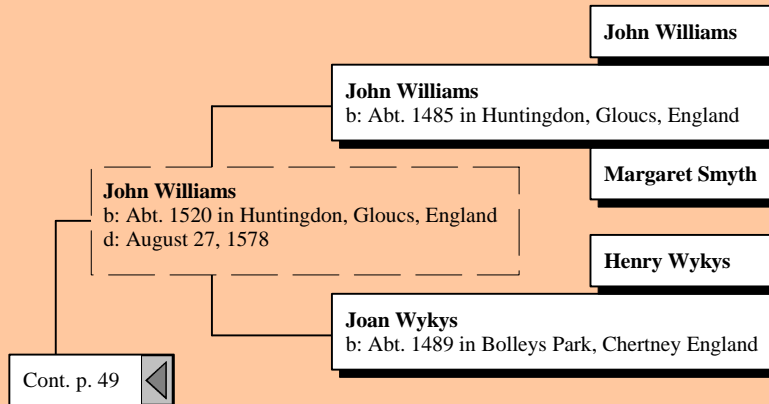 John Williams
John Williams
b: Abt. 1485 in Huntingdon, Gloucs, England
Margaret Smyth
John Williams
b: Abt. 1520 in Huntingdon, Gloucs, England
d: August 27, 1578
Henry Wykys
Joan Wykys
b: Abt. 1489 in Bolleys Park, Chertney England
Cont. p. 49